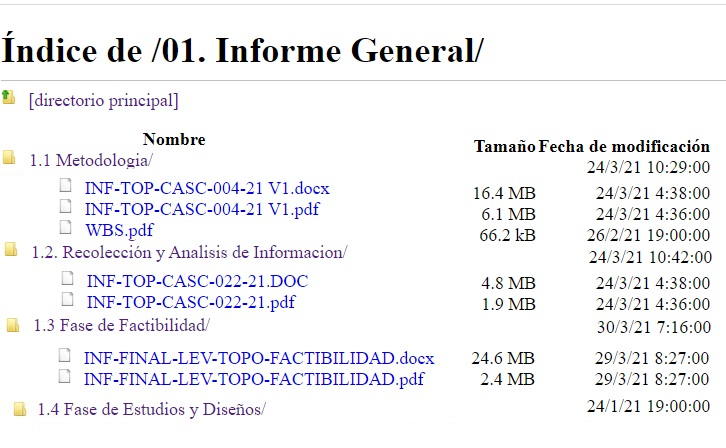 Índice de /01. Informe General/
[directorio principal]
Nombre Tamaño Fecha de modificación
1.1 Metodologia/ 24/3/21 10:29:00
INF-TOP-CASC-004-21 V1.docx 16.4 MB 24/3/21 4:38:00
INF-TOP-CASC-004-21 V1.pdf 6.1 MB 24/3/21 4:36:00
WBS.pdf 66.2 kB 26/2/21 19:00:00
1.2. Recolección y Analisis de Informacion/ 24/3/21 10:42:00
INF-TOP-CASC-022-21.DOC 4.8 MB 24/3/21 4:38:00
INF-TOP-CASC-022-21.pdf 1.9 MB 24/3/21 4:36:00
1.3 Fase de Factibilidad/ 30/3/21 7:16:00
INF-FINAL-LEV-TOPO-FACTIBILIDAD.docx 24.6 MB 29/3/21 8:27:00
INF-FINAL-LEV-TOPO-FACTIBILIDAD.pdf 2.4 MB 29/3/21 8:27:00
1.4 Fase de Estudios y Diseños/ 24/1/21 19:00:00